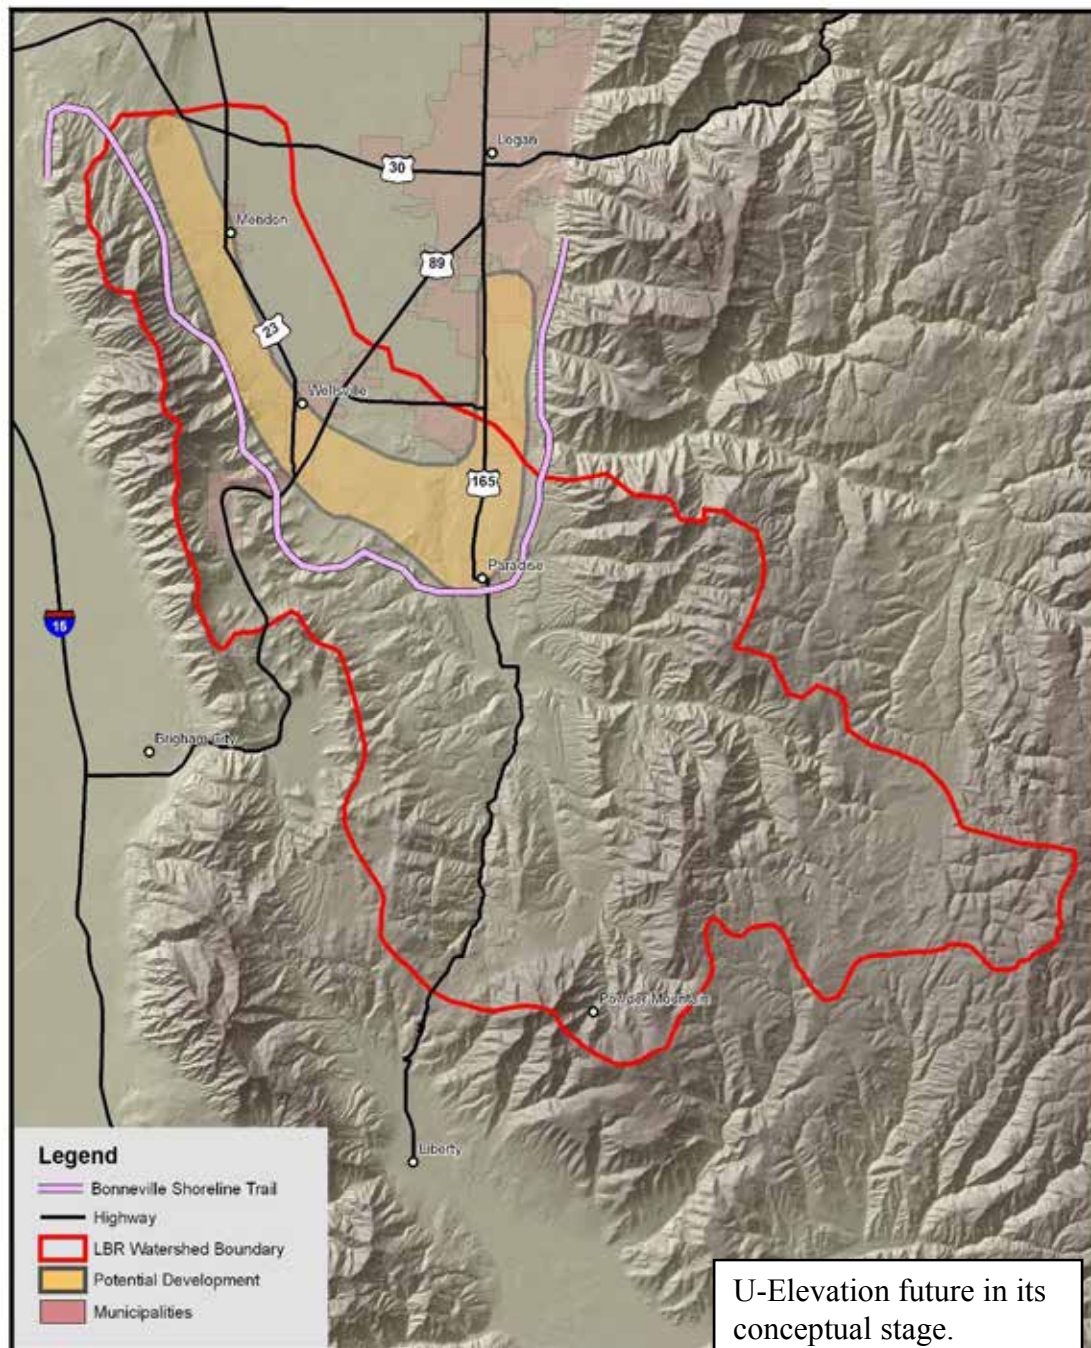 Logan
30
Mendon
89
23
Wellsville
165
Paradise
15
Brigham City
Powder Mountain
Liberty
Legend
Bonneville Shoreline Trail
Highway
LBR Watershed Boundary
Potential Development
Municipalities
U-Elevation future in its
conceptual stage.